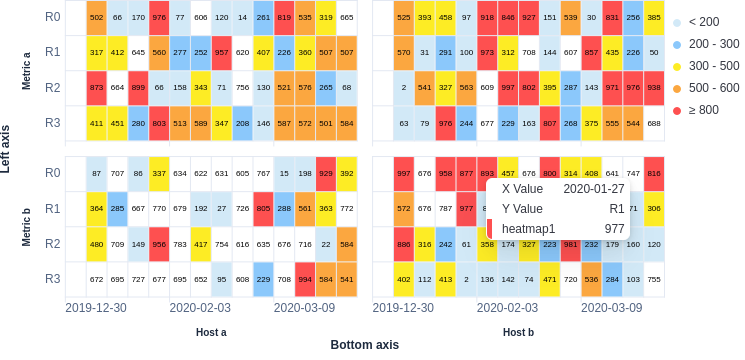 R0 502 66 170 976 77 606 120 14 261 819 535 319 665 525 393 458 97 918 846 927 151 539 30 831 256 385
R1 317 412 645 560 277 252 957 620 407 226 360 507 507 570 31 291 100 973 312 708 144 607 857 435 226 50
R2 873 664 899 66 158 343 71 756 130 521 576 265 68 2 541 327 563 609 997 802 395 287 143 971 976 938
R3 411 451 280 803 513 589 347 208 146 587 572 501 584 63 79 976 244 677 229 163 807 268 375 555 544 688
Metric a
< 200
200 - 300
300 - 500
500 - 600
≥ 800
Left axis
R0 87 707 86 337 634 622 631 605 767 15 198 929 392 997 676 958 877 893 457 676 800 314 408 641 747 816
R1 364 285 667 770 679 192 27 726 805 288 561 363 772 572 676 787 977 71 306
R2 480 709 149 956 783 417 754 616 635 676 716 22 584 886 316 242 61 358 174 327 223 981 232 179 160 120
R3 672 695 727 677 695 652 95 608 229 708 994 584 541 402 112 413 2 136 142 74 471 720 536 284 103 755
Metric b
X Value 2020-01-27
Y Value R1
heatmap1 977
2019-12-30 2020-02-03 2020-03-09 2019-12-30 2020-02-03 2020-03-09
Host a Host b
Bottom axis